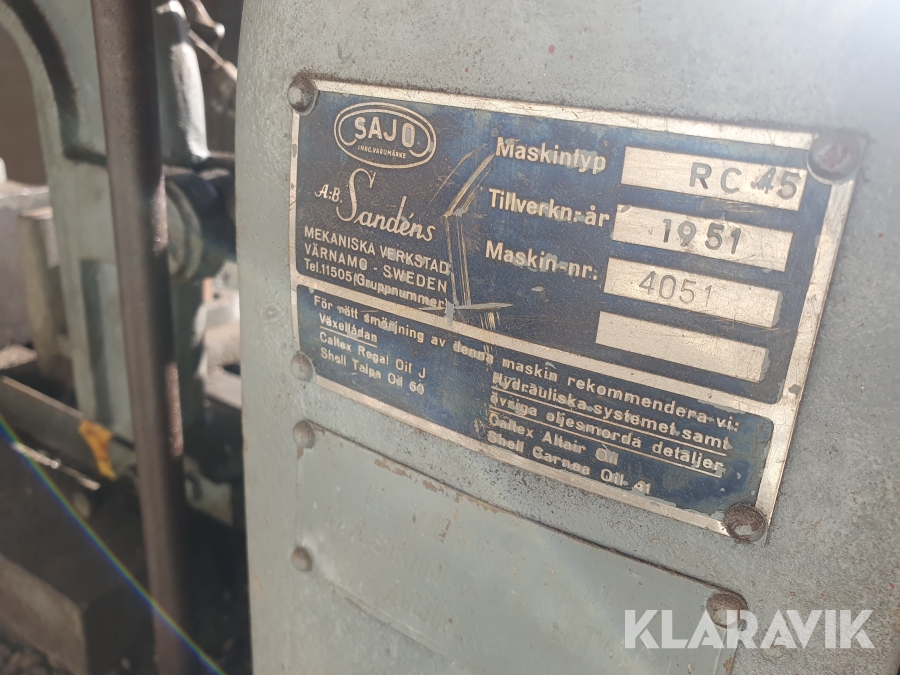 SAJO
INREG.VARUMÄRKE
A-B. Sandéns
MEKANISKA VERKSTAD
VÄRNAMO - SWEDEN
Tel.11505 (Gruppnummer)
Maskintyp RC 45
Tillverkn.-år 1951
Maskin-nr. 4051
För rätt smörjning av denna maskin rekommendera vi:
Växellådan
Caltex Regal Oil J
Shell Talpa Oil 60
Hydrauliska systemet samt
övriga oljesmorda detaljer
Caltex Altair Oil
Shell Carnea Oil 41
KLARAVIK